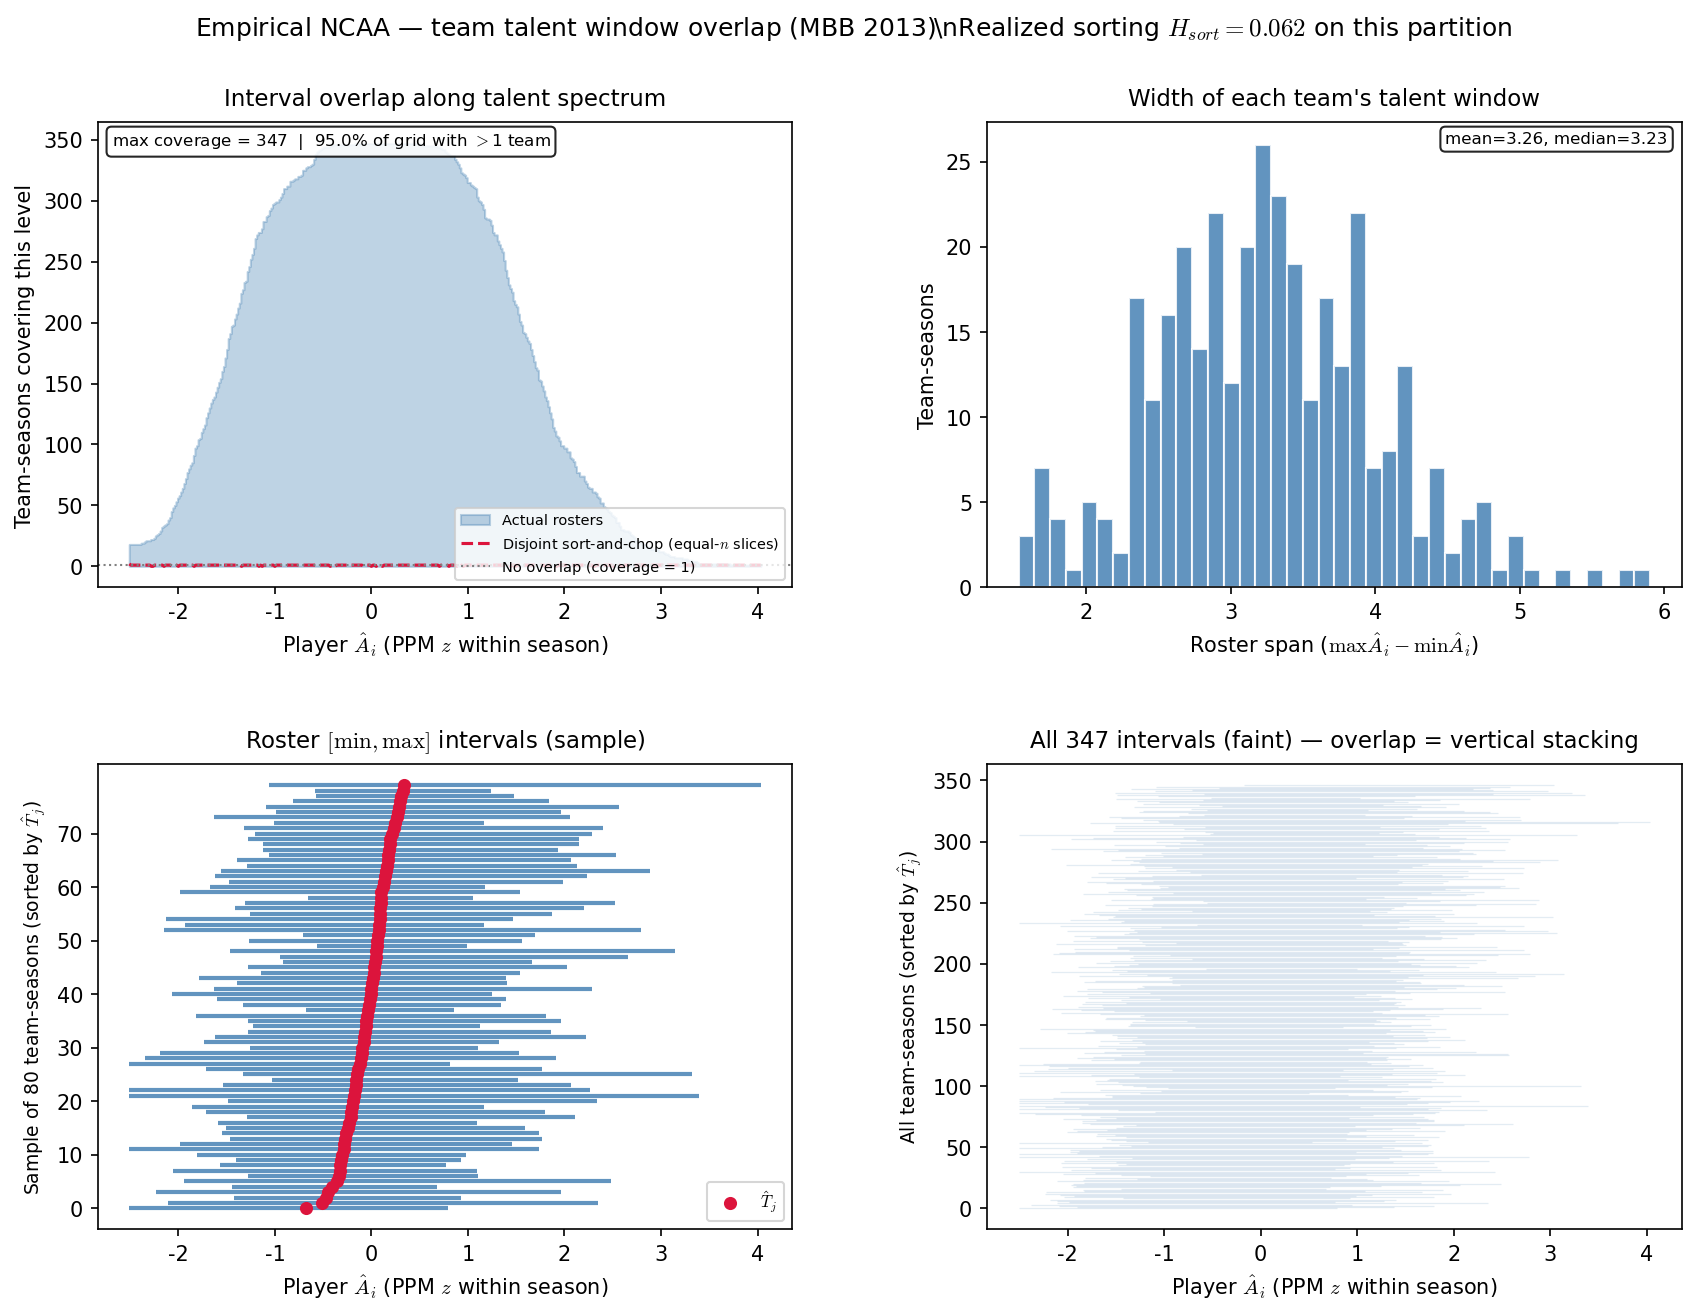 Empirical NCAA — team talent window overlap (MBB 2013)\nRealized sorting $H_{sort} = 0.062$ on this partition
Interval overlap along talent spectrum
max coverage = 347 | 95.0% of grid with > 1 team
Team-seasons covering this level
350
300
250
200
150
100
50
0
Actual rosters
Disjoint sort-and-chop (equal-n slices)
No overlap (coverage = 1)
-2 -1 0 1 2 3 4
Player $\hat{A}_i$ (PPM z within season)
Width of each team's talent window
mean=3.26, median=3.23
Team-seasons
25
20
15
10
5
0
2 3 4 5 6
Roster span ($\max \hat{A}_i - \min \hat{A}_i$)
Roster [min, max] intervals (sample)
Sample of 80 team-seasons (sorted by $\hat{T}_j$)
70
60
50
40
30
20
10
0
$\hat{T}_j$
-2 -1 0 1 2 3 4
Player $\hat{A}_i$ (PPM z within season)
All 347 intervals (faint) — overlap = vertical stacking
All team-seasons (sorted by $\hat{T}_j$)
350
300
250
200
150
100
50
0
-2 -1 0 1 2 3 4
Player $\hat{A}_i$ (PPM z within season)